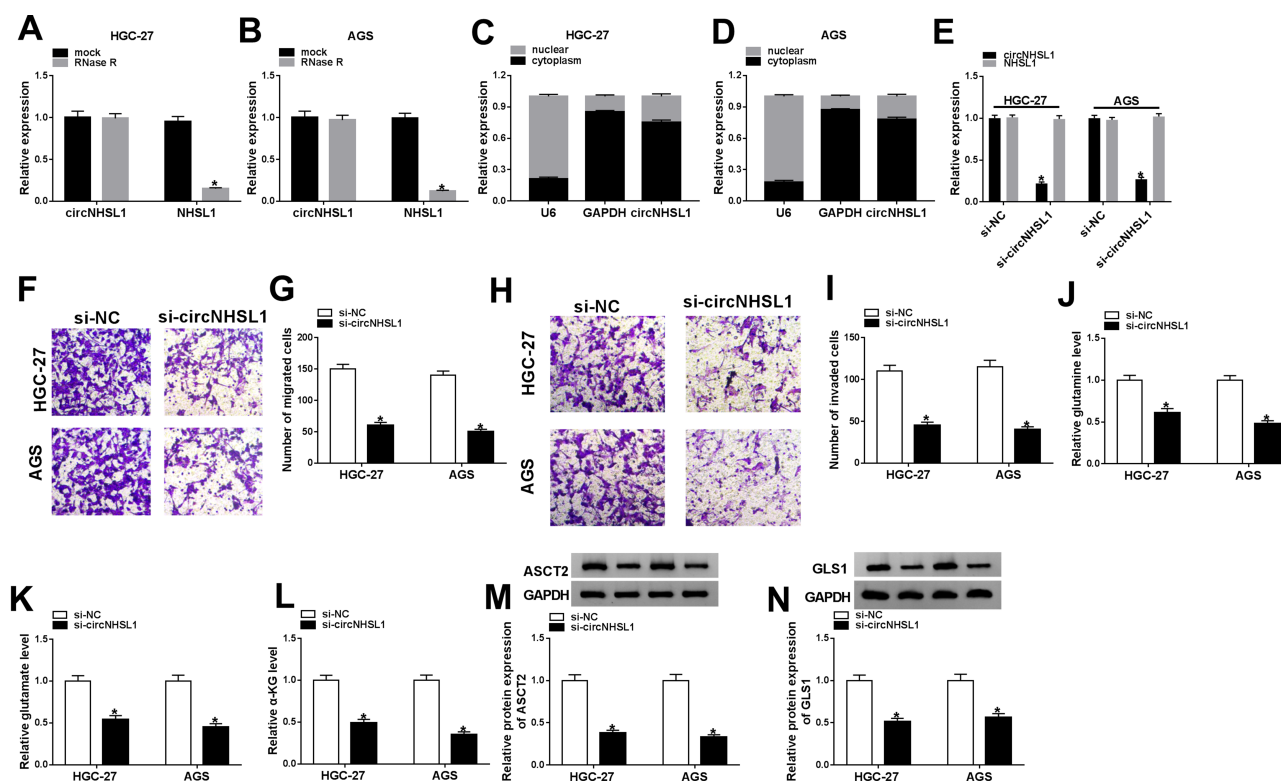 A
HGC-27
mock
RNase R
Relative expression
1.5
1.0
0.5
0.0
circNHSL1
NHSL1
*
B
AGS
mock
RNase R
Relative expression
1.5
1.0
0.5
0.0
circNHSL1
NHSL1
*
C
HGC-27
nuclear
cytoplasm
Relative expression
1.2
0.9
0.6
0.3
0.0
U6
GAPDH
circNHSL1
D
AGS
nuclear
cytoplasm
Relative expression
1.2
0.9
0.6
0.3
0.0
U6
GAPDH
circNHSL1
E
circNHSL1
NHSL1
HGC-27
AGS
Relative expression
1.5
1.0
0.5
0.0
*
*
si-NC
si-circNHSL1
si-NC
si-circNHSL1
F
si-NC
si-circNHSL1
HGC-27
AGS
G
si-NC
si-circNHSL1
Number of migrated cells
200
150
100
50
0
*
*
HGC-27
AGS
H
si-NC
si-circNHSL1
HGC-27
AGS
I
si-NC
si-circNHSL1
Number of invaded cells
150
100
50
0
*
*
HGC-27
AGS
J
si-NC
si-circNHSL1
Relative glutamine level
1.5
1.0
0.5
0.0
*
*
HGC-27
AGS
K
si-NC
si-circNHSL1
Relative glutamate level
1.5
1.0
0.5
0.0
*
*
HGC-27
AGS
L
si-NC
si-circNHSL1
Relative α-KG level
1.5
1.0
0.5
0.0
*
*
HGC-27
AGS
M
ASCT2
GAPDH
si-NC
si-circNHSL1
Relative protein expression
of ASCT2
1.5
1.0
0.5
0.0
*
*
HGC-27
AGS
N
GLS1
GAPDH
si-NC
si-circNHSL1
Relative protein expression
of GLS1
1.5
1.0
0.5
0.0
*
*
HGC-27
AGS